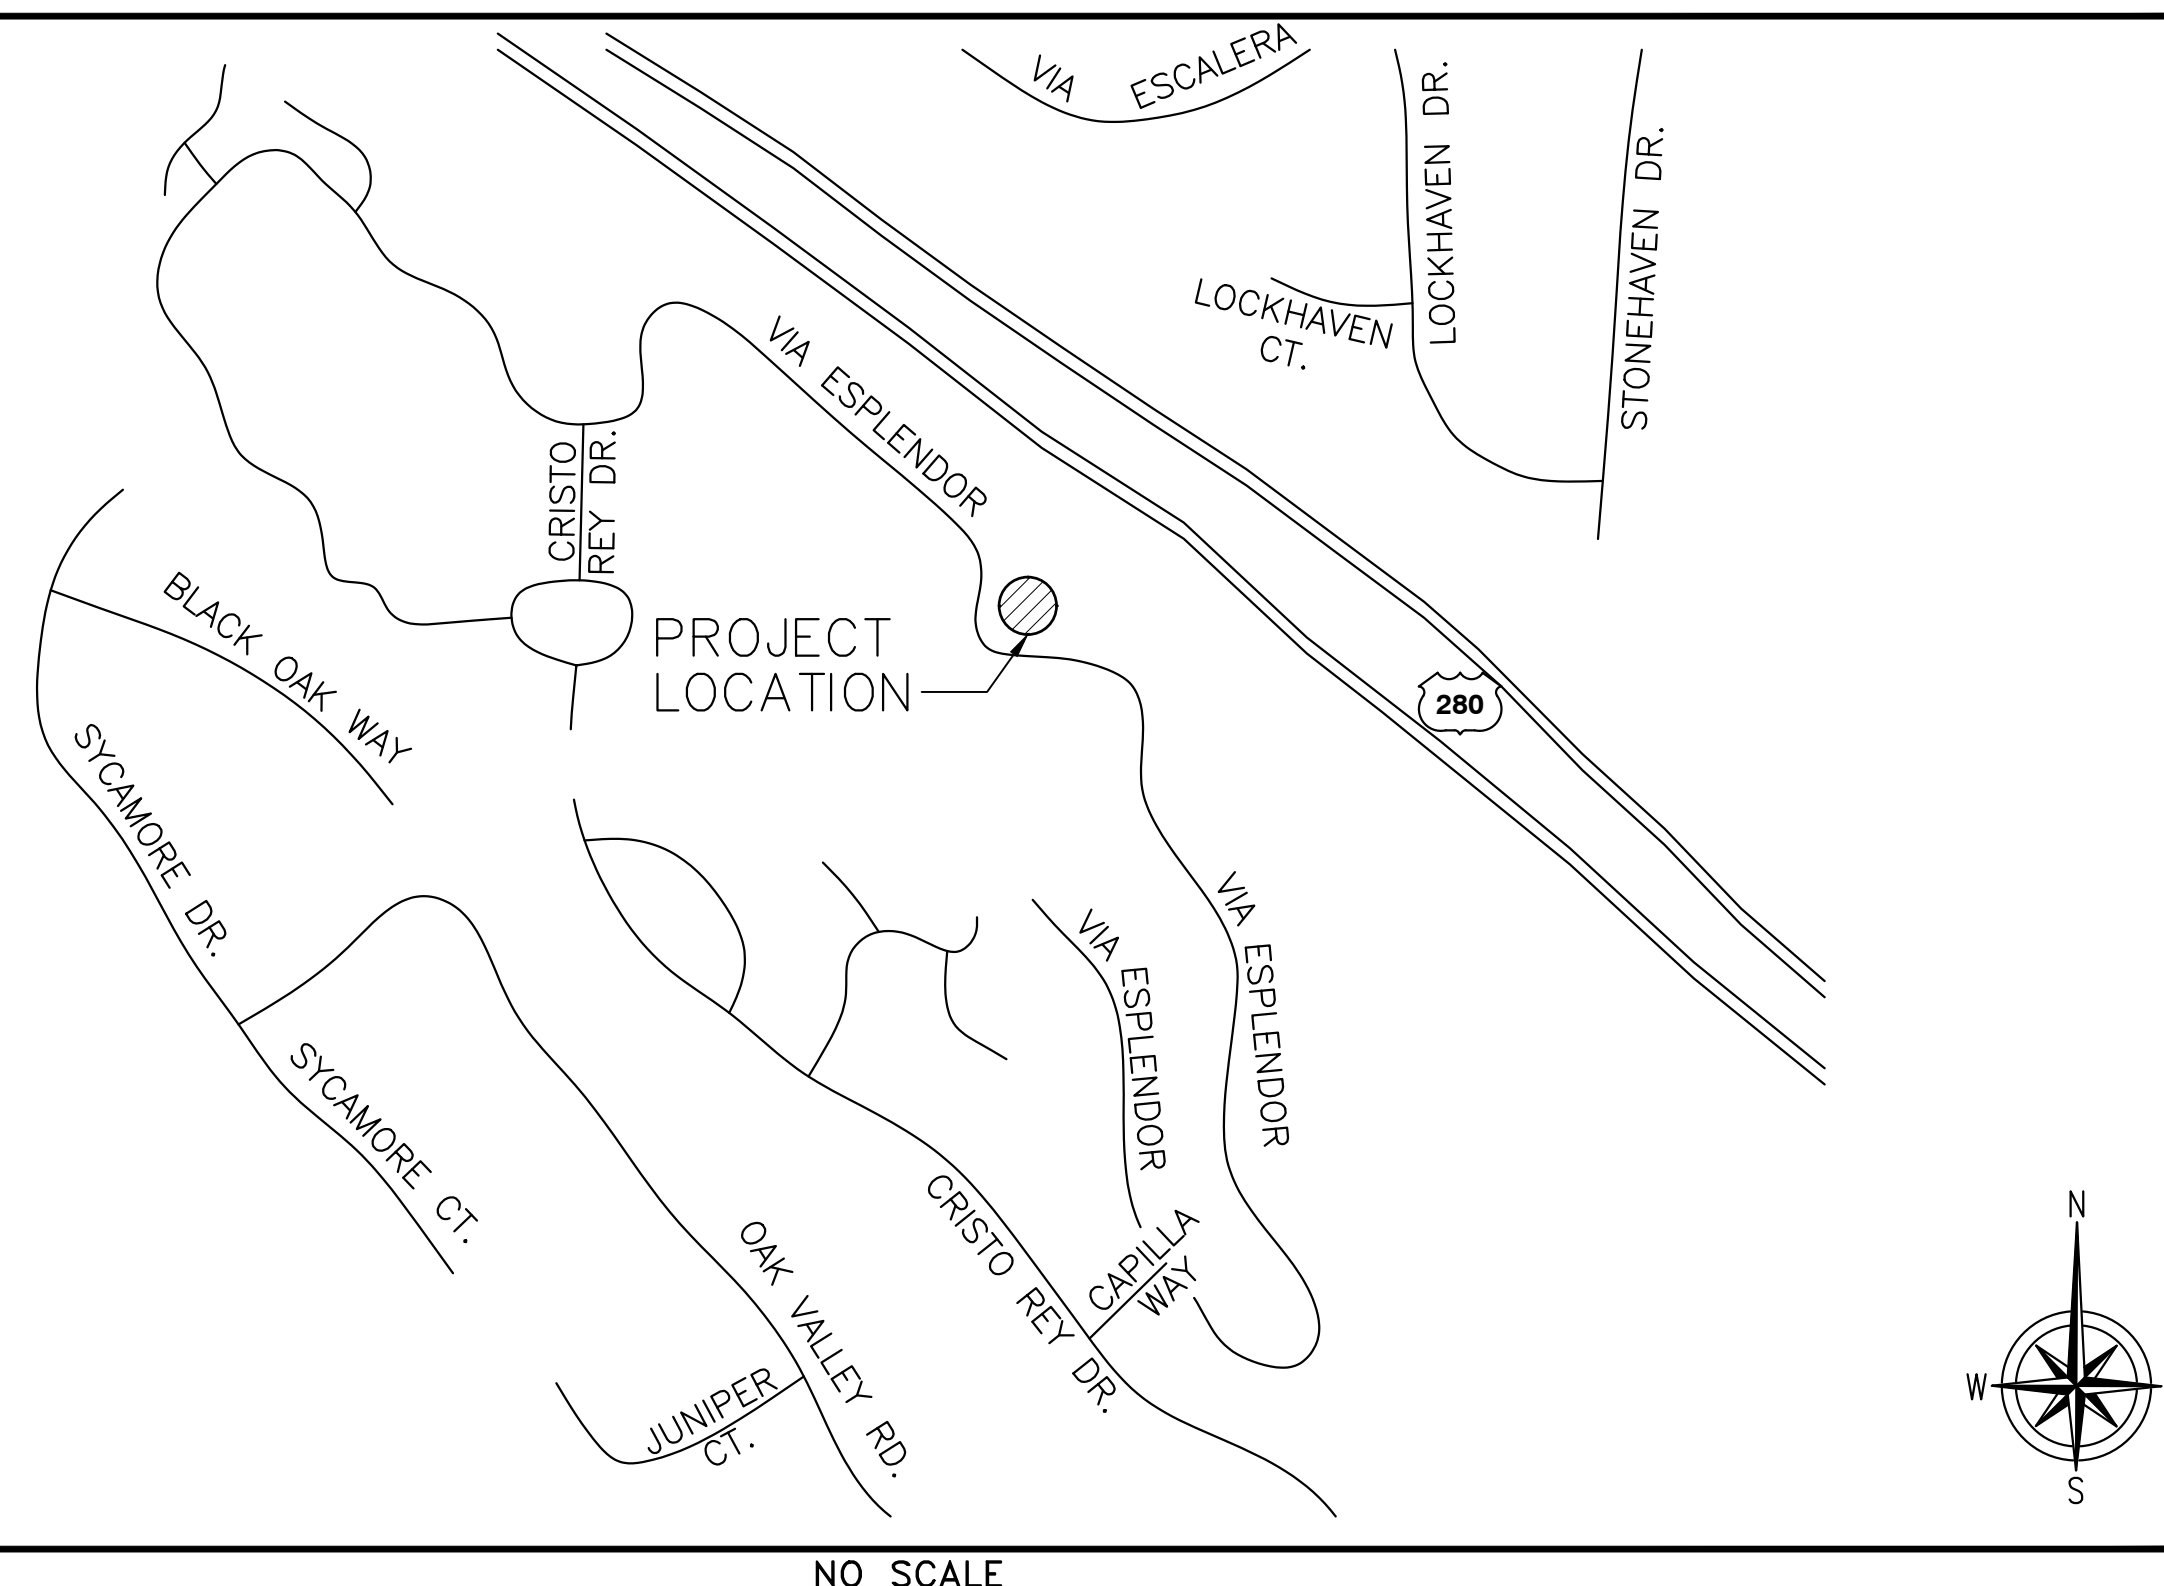 VIA ESCALERA
LOCKHAVEN DR.
STONEHAVEN DR.
LOCKHAVEN
CT.
VIA ESPLENDOR
CRISTO
REY DR.
BLACK OAK WAY
PROJECT
LOCATION
280
SYCAMORE DR.
VIA ESPLENDOR
VIA ESPLENDOR
SYCAMORE CT.
CRISTO REY DR.
CAPILLA
WAY
OAK VALLEY RD.
JUNIPER
CT.
N
W
S
NO SCALE